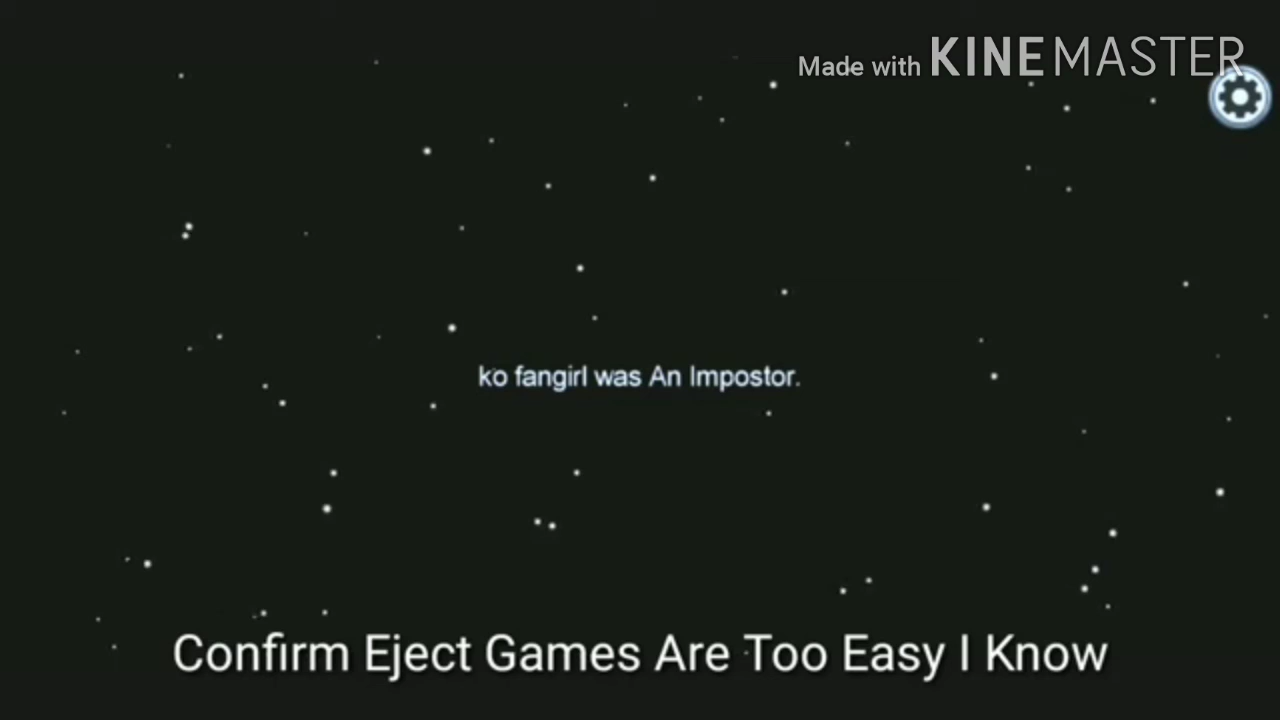 Made with KINEMASTER
ko fangirl was An Impostor.
Confirm Eject Games Are Too Easy I Know